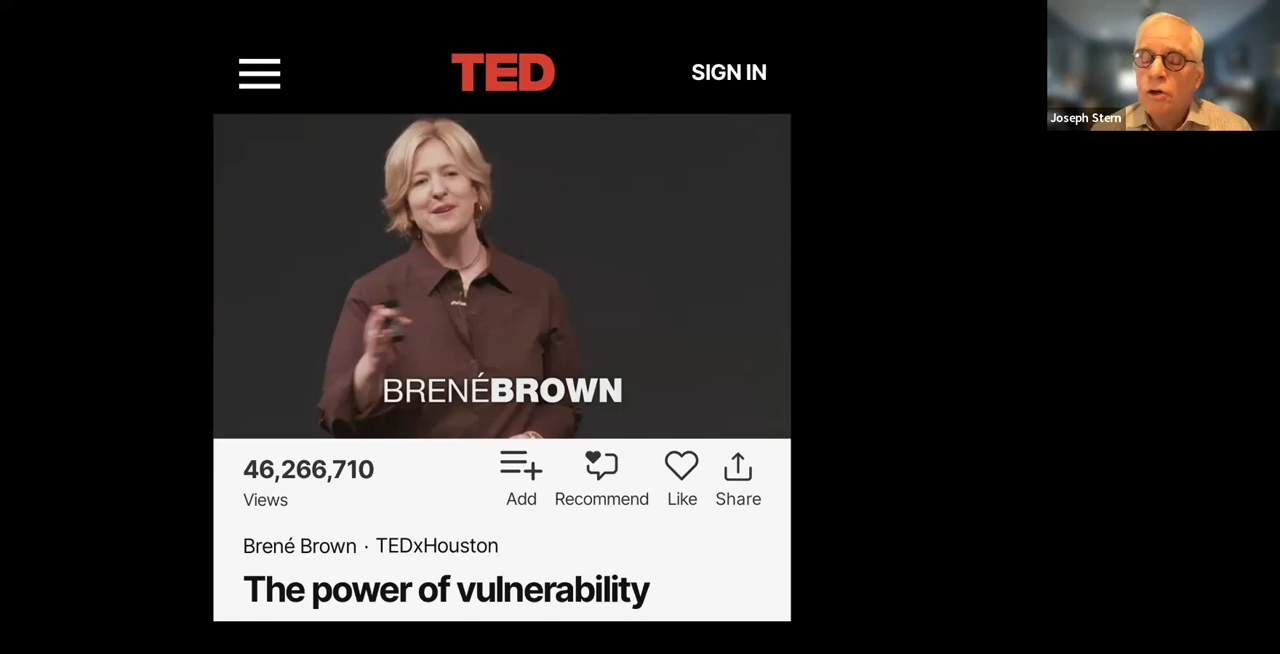 TED
SIGN IN
Joseph Stern
BRENÉBROWN
46,266,710
Views
Add
Recommend
Like
Share
Brené Brown · TEDxHouston
The power of vulnerability